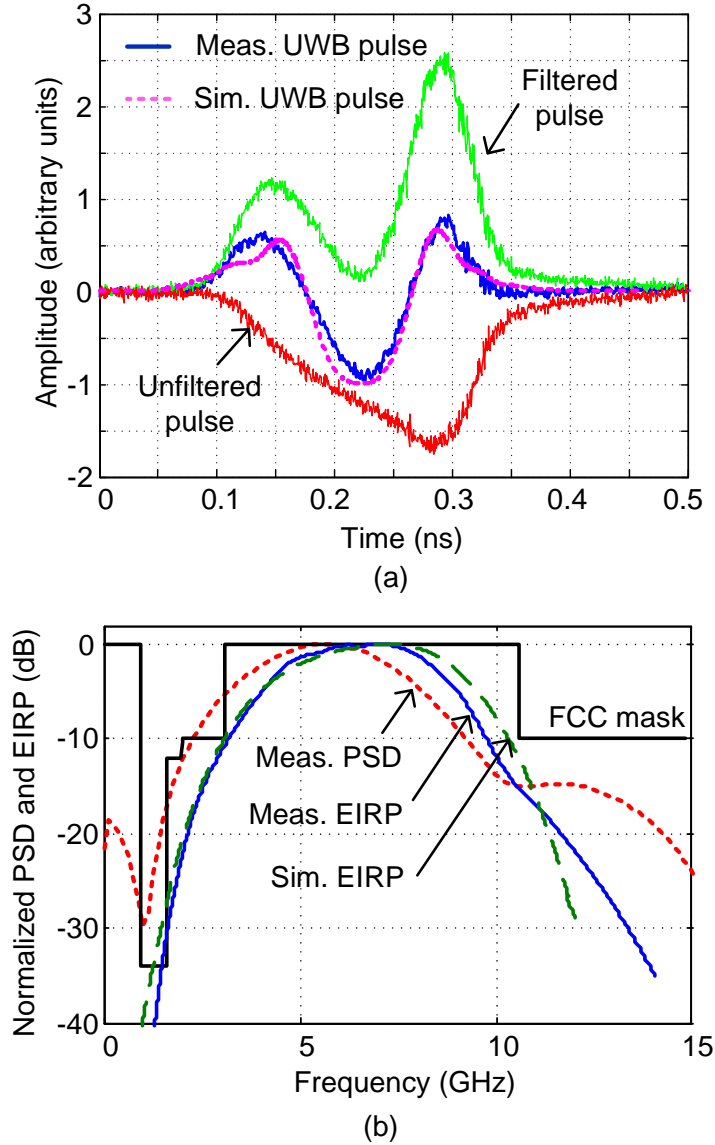 Meas. UWB pulse
Sim. UWB pulse
Filtered
pulse
Unfiltered
pulse
Amplitude (arbitrary units)
3
2
1
0
-1
-2
0 0.1 0.2 0.3 0.4 0.5
Time (ns)
(a)
Normalized PSD and EIRP (dB)
0
-10
-20
-30
-40
FCC mask
Meas. PSD
Meas. EIRP
Sim. EIRP
0 5 10 15
Frequency (GHz)
(b)